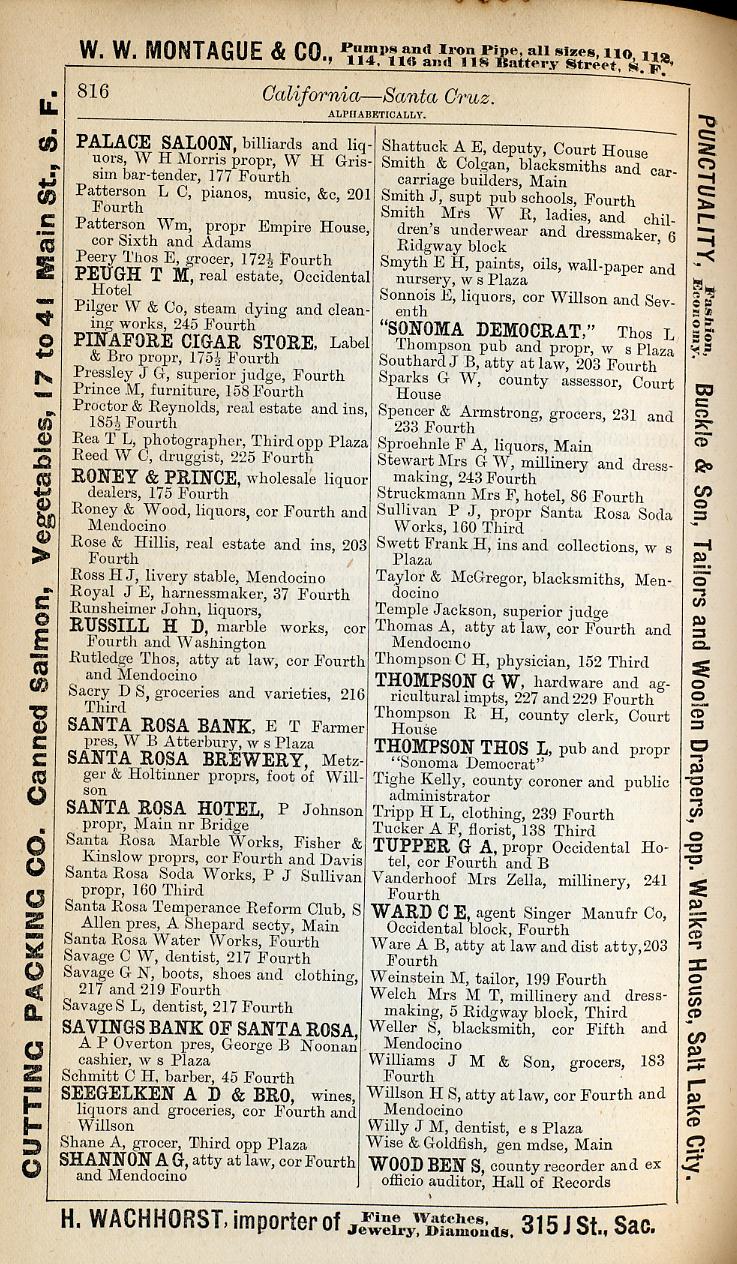 W. W. MONTAGUE & CO., Pumps and Iron Pipe, all sizes, 110, 112,
114, 116 and 118 Battery Street, S. F.
816
California—Santa Cruz.
ALPHABETICALLY.
PALACE SALOON, billiards and liq-
uors, W H Morris propr, W H Gris-
sim bar-tender, 177 Fourth
Patterson L C, pianos, music, &c, 201
Fourth
Patterson Wm, propr Empire House,
cor Sixth and Adams
Peery Thos E, grocer, 172½ Fourth
PEUGH T M, real estate, Occidental
Hotel
Pilger W & Co, steam dying and clean-
ing works, 245 Fourth
PINAFORE CIGAR STORE, Label
& Bro propr, 175½ Fourth
Pressley J G, superior judge, Fourth
Prince M, furniture, 158 Fourth
Proctor & Reynolds, real estate and ins,
185½ Fourth
Rea T L, photographer, Third opp Plaza
Reed W C, druggist, 225 Fourth
RONEY & PRINCE, wholesale liquor
dealers, 175 Fourth
Roney & Wood, liquors, cor Fourth and
Mendocino
Rose & Hillis, real estate and ins, 203
Fourth
Ross H J, livery stable, Mendocino
Royal J E, harnessmaker, 37 Fourth
Runsheimer John, liquors,
RUSSILL H D, marble works, cor
Fourth and Washington
Rutledge Thos, atty at law, cor Fourth
and Mendocino
Sacry D S, groceries and varieties, 216
Third
SANTA ROSA BANK, E T Farmer
pres, W B Atterbury, w s Plaza
SANTA ROSA BREWERY, Metz-
ger & Holtinner proprs, foot of Will-
son
SANTA ROSA HOTEL, P Johnson
propr, Main nr Bridge
Santa Rosa Marble Works, Fisher &
Kinslow proprs, cor Fourth and Davis
Santa Rosa Soda Works, P J Sullivan
propr, 160 Third
Santa Rosa Temperance Reform Club, S
Allen pres, A Shepard secty, Main
Santa Rosa Water Works, Fourth
Savage C W, dentist, 217 Fourth
Savage G N, boots, shoes and clothing,
217 and 219 Fourth
Savage S L, dentist, 217 Fourth
SAVINGS BANK OF SANTA ROSA,
A P Overton pres, George B Noonan
cashier, w s Plaza
Schmitt C H, barber, 45 Fourth
SEEGELKEN A D & BRO, wines,
liquors and groceries, cor Fourth and
Willson
Shane A, grocer, Third opp Plaza
SHANNON A G, atty at law, cor Fourth
and Mendocino
Shattuck A E, deputy, Court House
Smith & Colgan, blacksmiths and car-
carriage builders, Main
Smith J, supt pub schools, Fourth
Smith Mrs W R, ladies, and chil-
dren's underwear and dressmaker, 6
Ridgway block
Smyth E H, paints, oils, wall-paper and
nursery, w s Plaza
Sonnois E, liquors, cor Willson and Sev-
enth
"SONOMA DEMOCRAT," Thos L
Thompson pub and propr, w s Plaza
Southard J B, atty at law, 203 Fourth
Sparks G W, county assessor, Court
House
Spencer & Armstrong, grocers, 231 and
233 Fourth
Sproehnle F A, liquors, Main
Stewart Mrs G W, millinery and dress-
making, 243 Fourth
Struckmann Mrs F, hotel, 86 Fourth
Sullivan P J, propr Santa Rosa Soda
Works, 160 Third
Swett Frank H, ins and collections, w s
Plaza
Taylor & McGregor, blacksmiths, Men-
docino
Temple Jackson, superior judge
Thomas A, atty at law, cor Fourth and
Mendocino
Thompson C H, physician, 152 Third
THOMPSON G W, hardware and ag-
ricultural impts, 227 and 229 Fourth
Thompson R H, county clerk, Court
House
THOMPSON THOS L, pub and propr
"Sonoma Democrat"
Tighe Kelly, county coroner and public
administrator
Tripp H L, clothing, 239 Fourth
Tucker A F, florist, 138 Third
TUPPER G A, propr Occidental Ho-
tel, cor Fourth and B
Vanderhoof Mrs Zella, millinery, 241
Fourth
WARD C E, agent Singer Manufr Co,
Occidental block, Fourth
Ware A B, atty at law and dist atty, 203
Fourth
Weinstein M, tailor, 199 Fourth
Welch Mrs M T, millinery and dress-
making, 5 Ridgway block, Third
Weller S, blacksmith, cor Fifth and
Mendocino
Williams J M & Son, grocers, 183
Fourth
Willson H S, atty at law, cor Fourth and
Mendocino
Willy J M, dentist, e s Plaza
Wise & Goldfish, gen mdse, Main
WOOD BEN S, county recorder and ex
officio auditor, Hall of Records
CUTTING PACKING CO. Canned Salmon, Vegetables, 17 to 41 Main St., S. F.
PUNCTUALITY, Fashion, Economy. Buckle & Son, Tailors and Woolen Drapers, opp. Walker House, Salt Lake City.
H. WACHHORST, importer of Fine Watches, Jewelry, Diamonds, 315 J St., Sac.